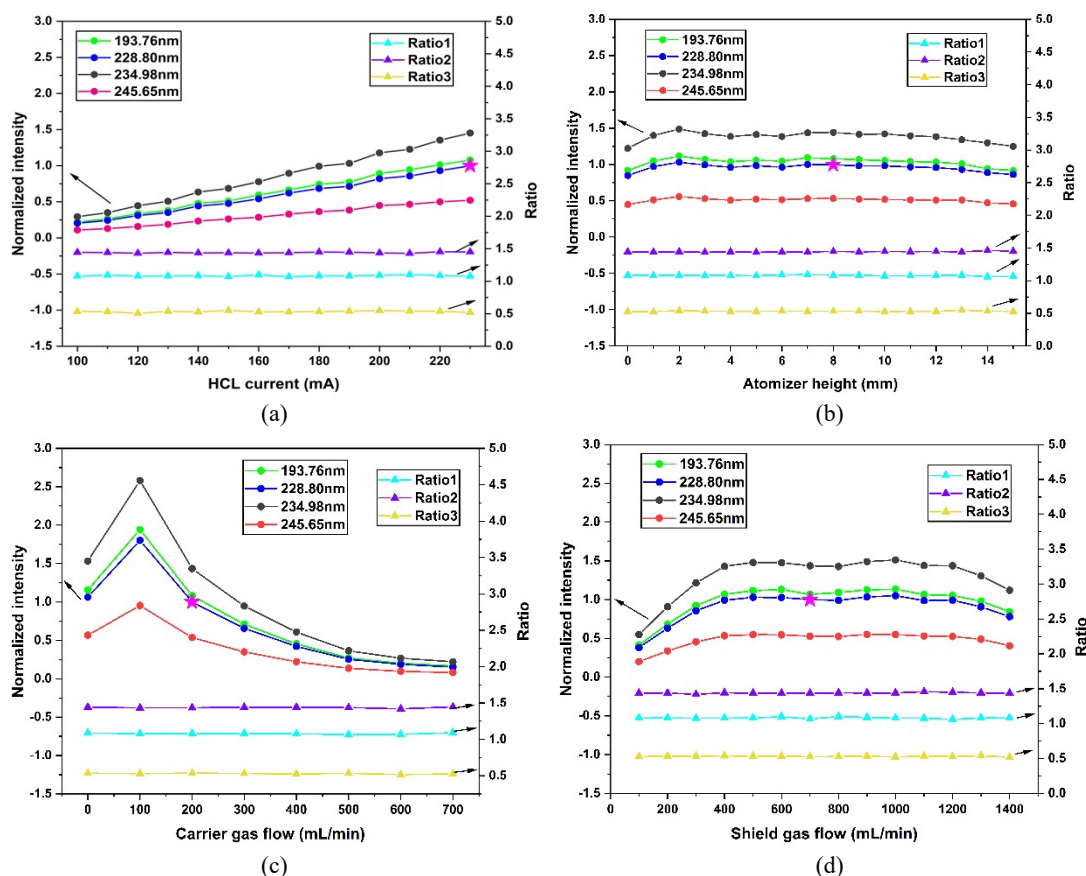 3.0
2.5
2.0
1.5
1.0
0.5
0.0
-0.5
-1.0
-1.5
Normalized intensity
193.76nm
228.80nm
234.98nm
245.65nm
Ratio1
Ratio2
Ratio3
5.0
4.5
4.0
3.5
3.0
2.5
2.0
1.5
1.0
0.5
0.0
Ratio
100 120 140 160 180 200 220
HCL current (mA)
(a)
3.0
2.5
2.0
1.5
1.0
0.5
0.0
-0.5
-1.0
-1.5
Normalized intensity
193.76nm
228.80nm
234.98nm
245.65nm
Ratio1
Ratio2
Ratio3
5.0
4.5
4.0
3.5
3.0
2.5
2.0
1.5
1.0
0.5
0.0
Ratio
0 2 4 6 8 10 12 14
Atomizer height (mm)
(b)
3.0
2.5
2.0
1.5
1.0
0.5
0.0
-0.5
-1.0
-1.5
Normalized intensity
193.76nm
228.80nm
234.98nm
245.65nm
Ratio1
Ratio2
Ratio3
5.0
4.5
4.0
3.5
3.0
2.5
2.0
1.5
1.0
0.5
Ratio
0 100 200 300 400 500 600 700
Carrier gas flow (mL/min)
(c)
3.0
2.5
2.0
1.5
1.0
0.5
0.0
-0.5
-1.0
-1.5
Normalized intensity
193.76nm
228.80nm
234.98nm
245.65nm
Ratio1
Ratio2
Ratio3
5.0
4.5
4.0
3.5
3.0
2.5
2.0
1.5
1.0
0.5
0.0
Ratio
0 200 400 600 800 1000 1200 1400
Shield gas flow (mL/min)
(d)